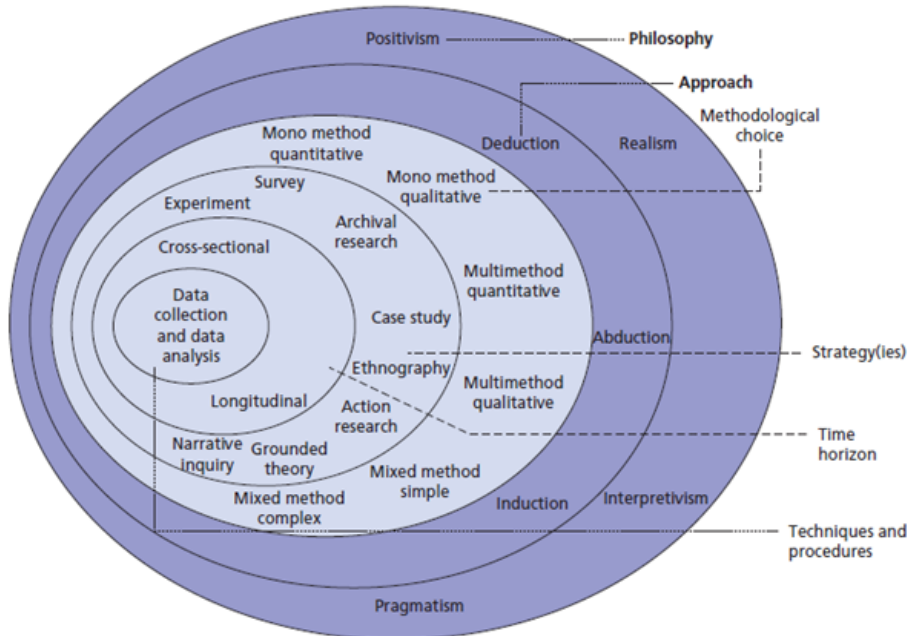 Positivism
Philosophy
Approach
Methodological
choice
Mono method
quantitative
Deduction
Realism
Mono method
qualitative
Survey
Experiment
Archival
research
Cross-sectional
Multimethod
quantitative
Data
collection
and data
analysis
Case study
Abduction
Strategy(ies)
Ethnography
Multimethod
qualitative
Longitudinal
Action
research
Time
horizon
Narrative
inquiry
Grounded
theory
Mixed method
simple
Mixed method
complex
Induction
Interpretivism
Techniques and
procedures
Pragmatism